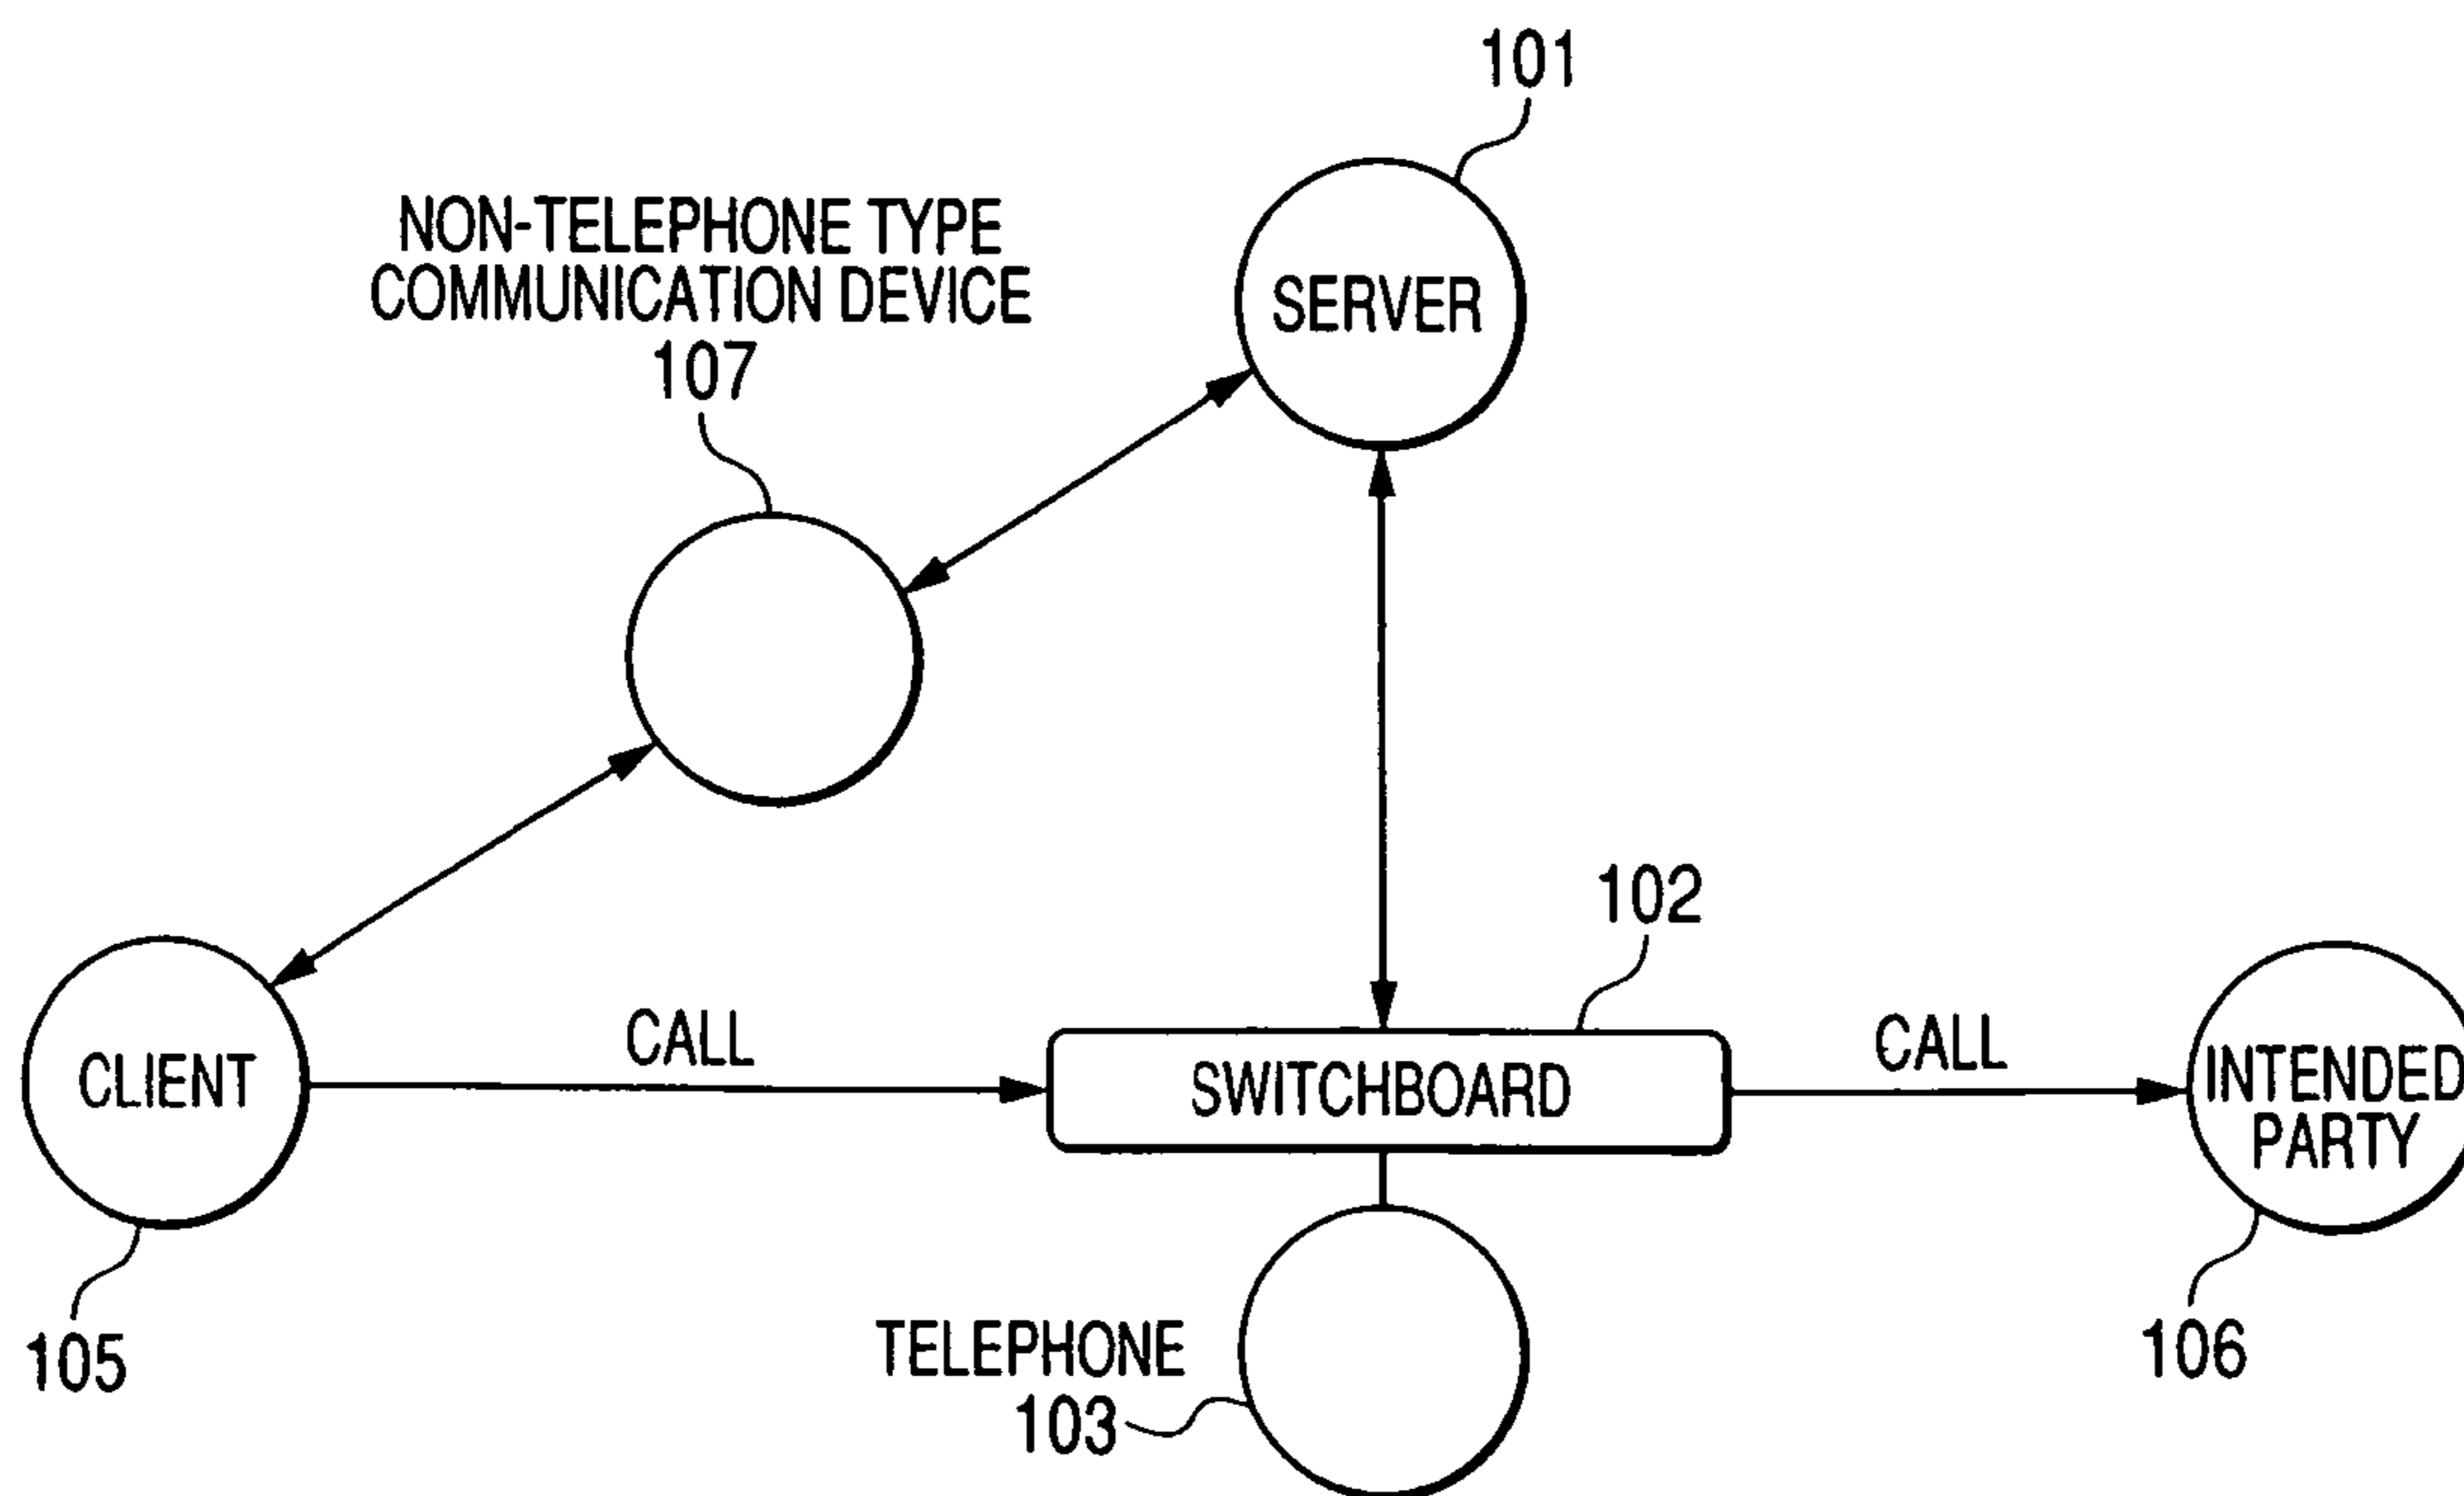 101
NON-TELEPHONE TYPE
COMMUNICATION DEVICE
107
SERVER
102
CLIENT
CALL
SWITCHBOARD
CALL
INTENDED
PARTY
105
TELEPHONE
103
106